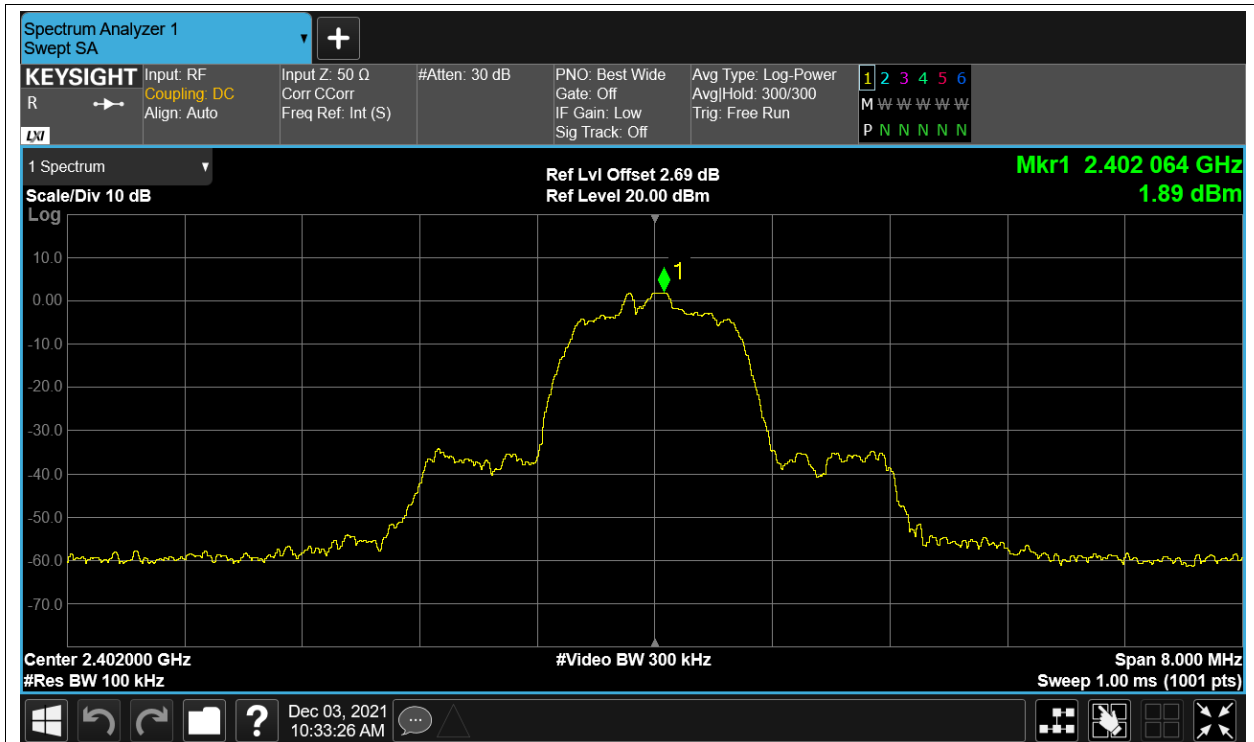 Spectrum Analyzer 1
Swept SA
+
KEYSIGHT
R
LXI
Input: RF
Coupling: DC
Align: Auto
Input Z: 50 Ω
Corr CCorr
Freq Ref: Int (S)
#Atten: 30 dB
PNO: Best Wide
Gate: Off
IF Gain: Low
Sig Track: Off
Avg Type: Log-Power
Avg|Hold: 300/300
Trig: Free Run
1 2 3 4 5 6
M W W W W W
P N N N N N
1 Spectrum
Scale/Div 10 dB
Log
Ref Lvl Offset 2.69 dB
Ref Level 20.00 dBm
Mkr1 2.402 064 GHz
1.89 dBm
1
10.0
0.00
-10.0
-20.0
-30.0
-40.0
-50.0
-60.0
-70.0
Center 2.402000 GHz
#Res BW 100 kHz
#Video BW 300 kHz
Span 8.000 MHz
Sweep 1.00 ms (1001 pts)
?
Dec 03, 2021
10:33:26 AM